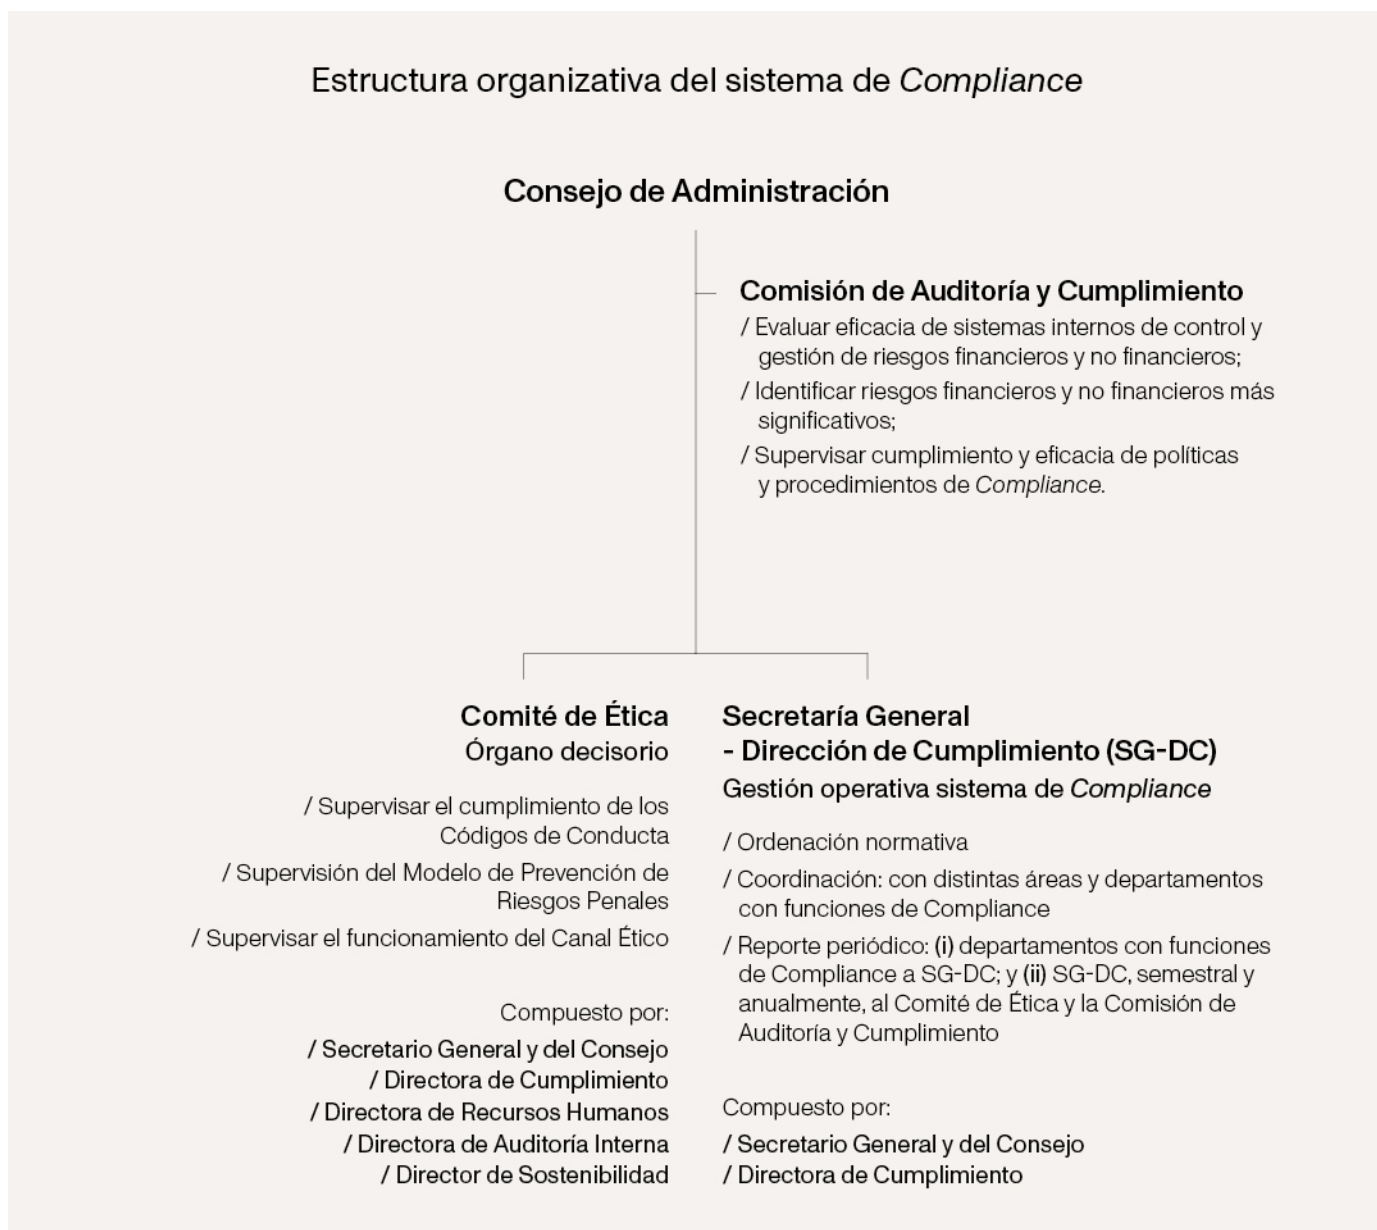 Estructura organizativa del sistema de Compliance
Consejo de Administración
Comisión de Auditoría y Cumplimiento
/ Evaluar eficacia de sistemas internos de control y
gestión de riesgos financieros y no financieros;
/ Identificar riesgos financieros y no financieros más
significativos;
/ Supervisar cumplimiento y eficacia de políticas
y procedimientos de Compliance.
Comité de Ética
Órgano decisorio
/ Supervisar el cumplimiento de los
Códigos de Conducta
/ Supervisión del Modelo de Prevención de
Riesgos Penales
/ Supervisar el funcionamiento del Canal Ético
Compuesto por:
/ Secretario General y del Consejo
/ Directora de Cumplimiento
/ Directora de Recursos Humanos
/ Directora de Auditoría Interna
/ Director de Sostenibilidad
Secretaría General
- Dirección de Cumplimiento (SG-DC)
Gestión operativa sistema de Compliance
/ Ordenación normativa
/ Coordinación: con distintas áreas y departamentos
con funciones de Compliance
/ Reporte periódico: (i) departamentos con funciones
de Compliance a SG-DC; y (ii) SG-DC, semestral y
anualmente, al Comité de Ética y la Comisión de
Auditoría y Cumplimiento
Compuesto por:
/ Secretario General y del Consejo
/ Directora de Cumplimiento